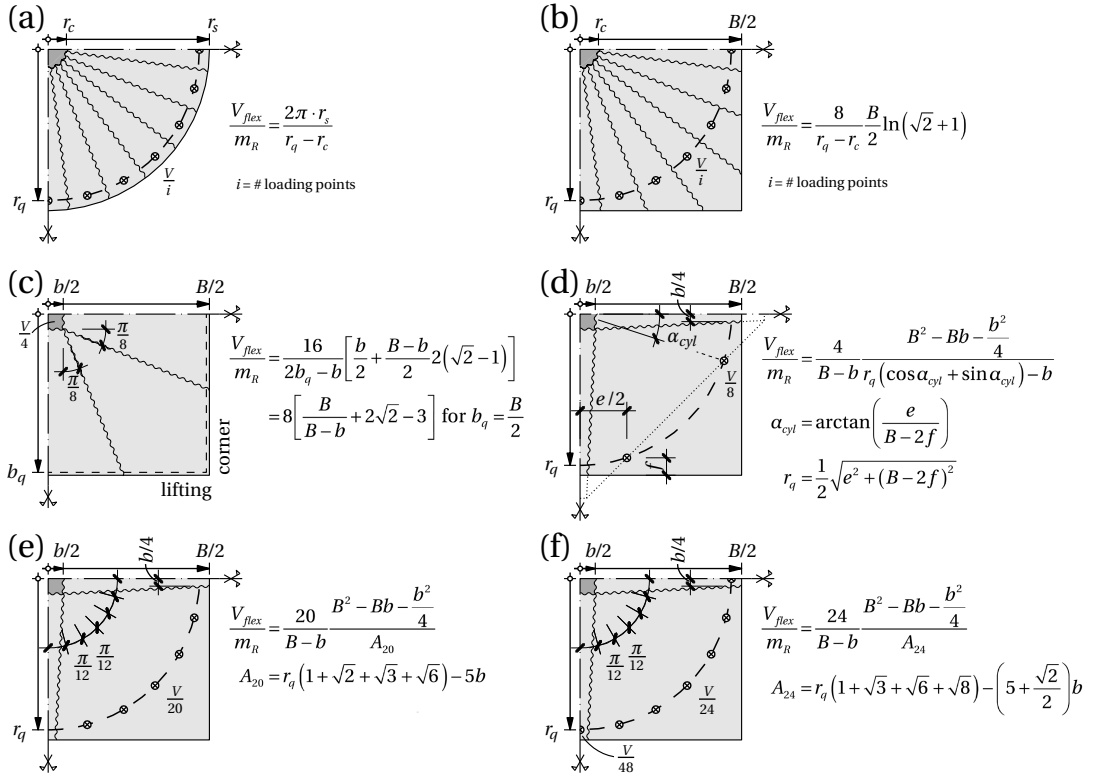 (a)
r_c
r_s
r_q
V_flex / m_R = 2π · r_s / (r_q − r_c)
V/i
i = # loading points
(b)
r_c
B/2
r_q
V_flex / m_R = 8 / (r_q − r_c) B/2 ln(√2 + 1)
V/i
i = # loading points
(c)
b/2
B/2
V/4
π/8
π/8
b_q
corner
lifting
V_flex / m_R = 16 / (2b_q − b) [b/2 + (B − b)/2 2(√2 − 1)]
= 8[B / (B − b) + 2√2 − 3] for b_q = B/2
(d)
b/2
b/4
B/2
α_cyl
V/8
e/2
f
r_q
V_flex / m_R = 4 / (B − b) (B² − Bb − b²/4) / (r_q(cosα_cyl + sinα_cyl) − b)
α_cyl = arctan(e / (B − 2f))
r_q = 1/2 √(e² + (B − 2f)²)
(e)
b/2
b/4
B/2
π/12
π/12
V/20
r_q
V_flex / m_R = 20 / (B − b) (B² − Bb − b²/4) / A_20
A_20 = r_q(1 + √2 + √3 + √6) − 5b
(f)
b/2
b/4
B/2
π/12
π/12
V/24
r_q
V/48
V_flex / m_R = 24 / (B − b) (B² − Bb − b²/4) / A_24
A_24 = r_q(1 + √3 + √6 + √8) − (5 + √2/2)b